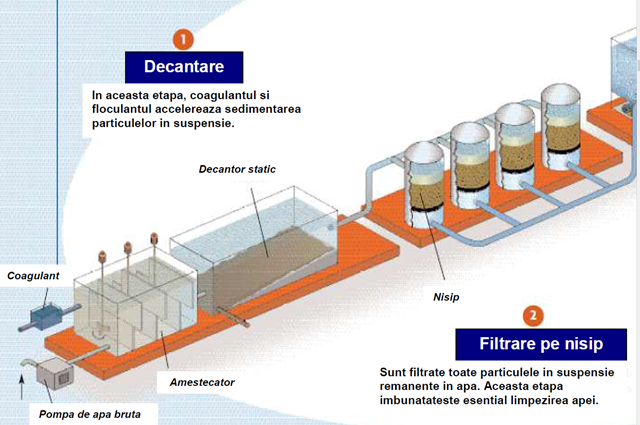 1
Decantare
In aceasta etapa, coagulantul si
floculantul accelereaza sedimentarea
particulelor in suspensie.
Decantor static
Coagulant
Nisip
2
Filtrare pe nisip
Sunt filtrate toate particulele in suspensie
remanente in apa. Aceasta etapa
imbunatateste esential limpezirea apei.
Amestecator
Pompa de apa bruta